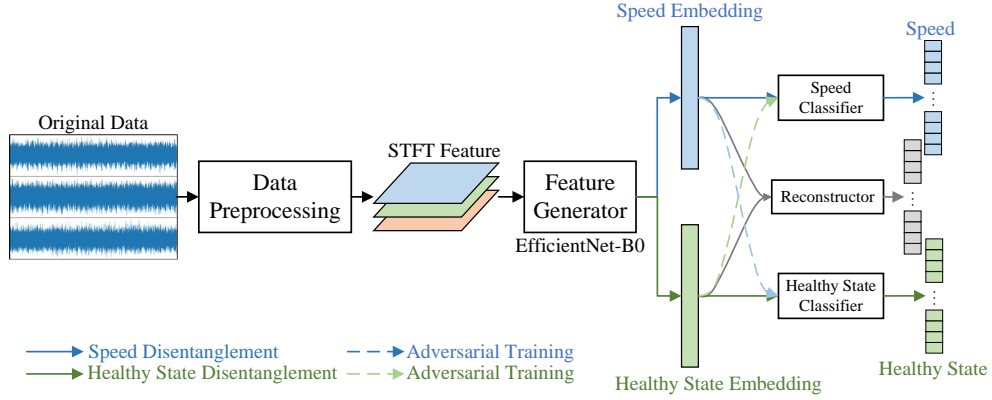 Speed Embedding
Speed
Original Data
STFT Feature
Data
Preprocessing
Feature
Generator
EfficientNet-B0
Speed
Classifier
Reconstructor
Healthy State
Classifier
Speed Disentanglement
Adversarial Training
Healthy State Disentanglement
Adversarial Training
Healthy State Embedding
Healthy State